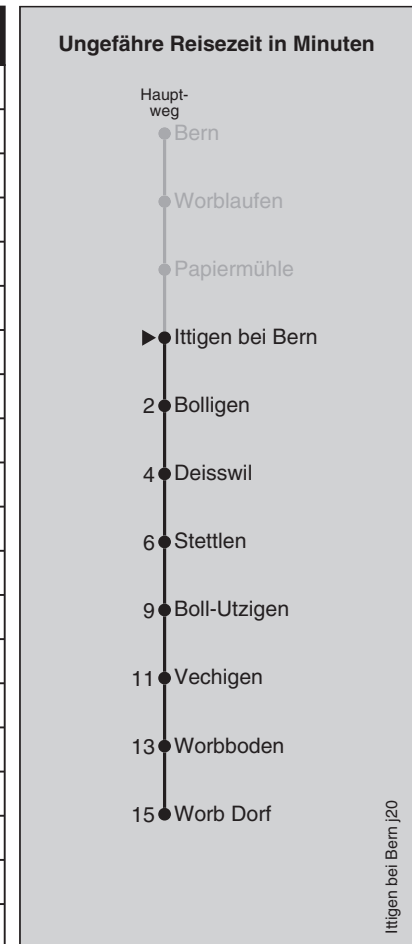 Ungefähre Reisezeit in Minuten
Haupt-
weg
Bern
Worblaufen
Papiermühle
Ittigen bei Bern
2 Bolligen
4 Deisswil
6 Stettlen
9 Boll-Utzigen
11 Vechigen
13 Worbboden
15 Worb Dorf
Ittigen bei Bern j20